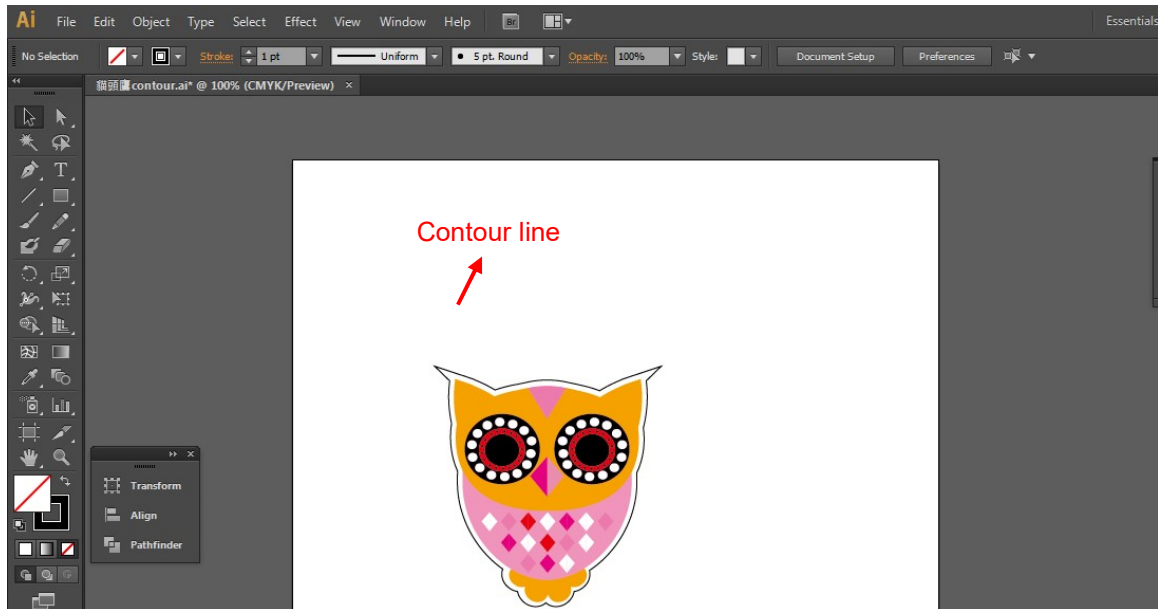 Ai File Edit Object Type Select Effect View Window Help Br Essentials
No Selection Stroke: 1 pt Uniform 5 pt. Round Opacity: 100% Style: Document Setup Preferences
貓頭鷹contour.ai* @ 100% (CMYK/Preview) ×
Contour line
Transform
Align
Pathfinder